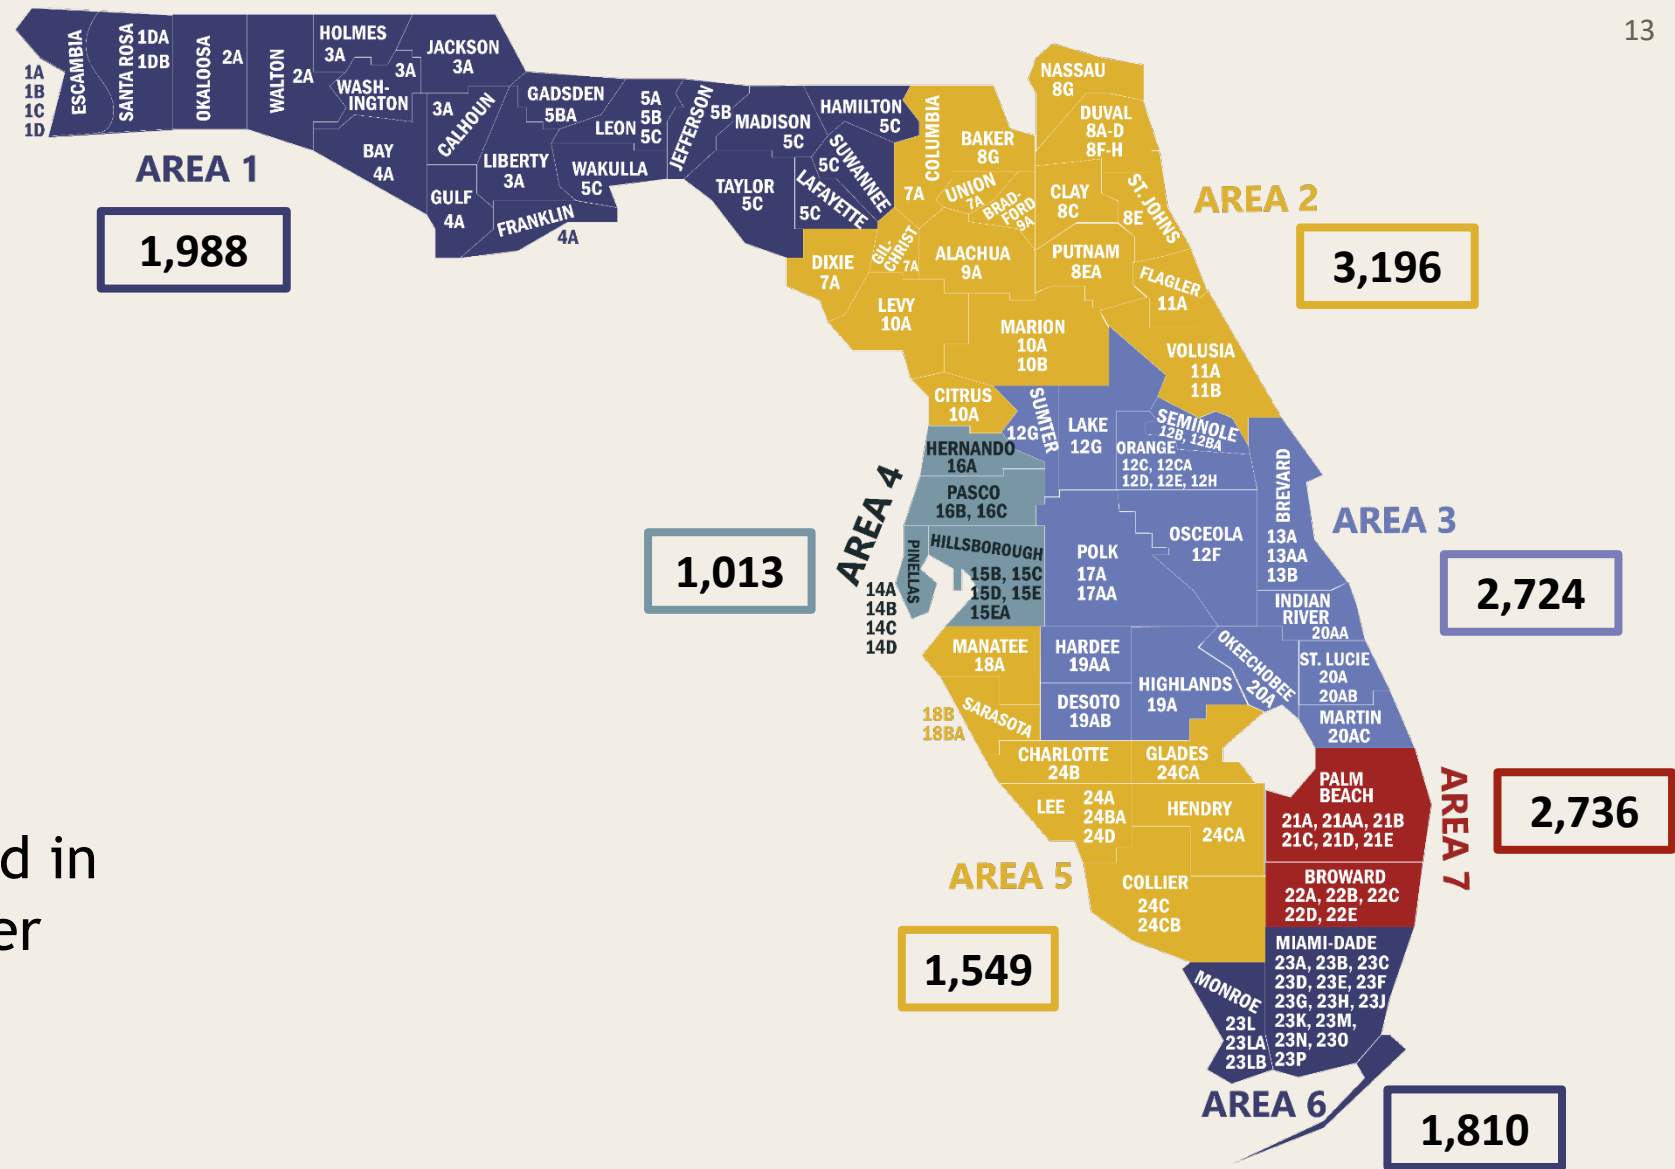 13
ESCAMBIA
1A
1B
1C
1D
SANTA ROSA
1DA
1DB
OKALOOSA
2A
WALTON
2A
HOLMES
3A
WASH-
INGTON
3A
JACKSON
3A
BAY
4A
3A
CALHOUN
GULF
4A
LIBERTY
3A
GADSDEN
5BA
LEON
5A
5B
5C
WAKULLA
5C
FRANKLIN
4A
JEFFERSON
5B
MADISON
5C
TAYLOR
5C
HAMILTON
5C
SUWANNEE
5C
LAFAYETTE
5C
AREA 1
1,988
COLUMBIA
7A
BAKER
8G
NASSAU
8G
DUVAL
8A-D
8F-H
UNION
7A
BRAD-
FORD
9A
CLAY
8C
ST. JOHNS
8E
DIXIE
7A
GIL-
CHRIST
7A
ALACHUA
9A
PUTNAM
8EA
FLAGLER
11A
LEVY
10A
MARION
10A
10B
VOLUSIA
11A
11B
CITRUS
10A
AREA 2
3,196
SUMTER
12G
LAKE
12G
SEMINOLE
12B, 12BA
ORANGE
12C, 12CA
12D, 12E, 12H
BREVARD
13A
13AA
13B
OSCEOLA
12F
POLK
17A
17AA
INDIAN
RIVER
20AA
HARDEE
19AA
DESOTO
19AB
HIGHLANDS
19A
OKEECHOBEE
20A
ST. LUCIE
20A
20AB
MARTIN
20AC
AREA 3
2,724
HERNANDO
16A
PASCO
16B, 16C
PINELLAS
14A
14B
14C
14D
HILLSBOROUGH
15B, 15C
15D, 15E
15EA
AREA 4
1,013
MANATEE
18A
SARASOTA
18B
18BA
CHARLOTTE
24B
GLADES
24CA
LEE
24A
24BA
24D
HENDRY
24CA
COLLIER
24C
24CB
AREA 5
1,549
PALM
BEACH
21A, 21AA, 21B
21C, 21D, 21E
BROWARD
22A, 22B, 22C
22D, 22E
AREA 7
2,736
MIAMI-DADE
23A, 23B, 23C
23D, 23E, 23F
23G, 23H, 23J
23K, 23M,
23N, 23O
23P
MONROE
23L
23LA
23LB
AREA 6
1,810
d in
er